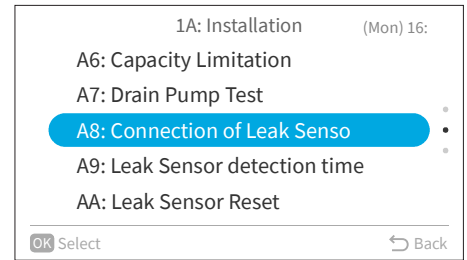 1A: Installation (Mon) 16:
A6: Capacity Limitation
A7: Drain Pump Test
A8: Connection of Leak Senso
A9: Leak Sensor detection time
AA: Leak Sensor Reset
OK Select Back